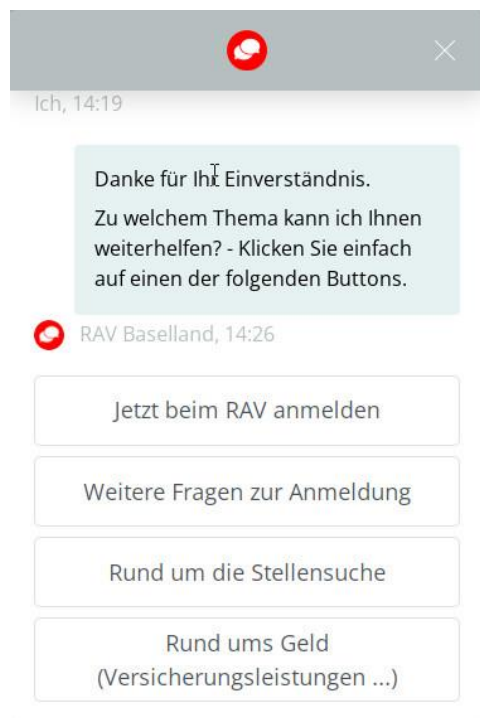 Ich, 14:19
Danke für Ihr Einverständnis.
Zu welchem Thema kann ich Ihnen
weiterhelfen? - Klicken Sie einfach
auf einen der folgenden Buttons.
RAV Baselland, 14:26
Jetzt beim RAV anmelden
Weitere Fragen zur Anmeldung
Rund um die Stellensuche
Rund ums Geld
(Versicherungsleistungen ...)